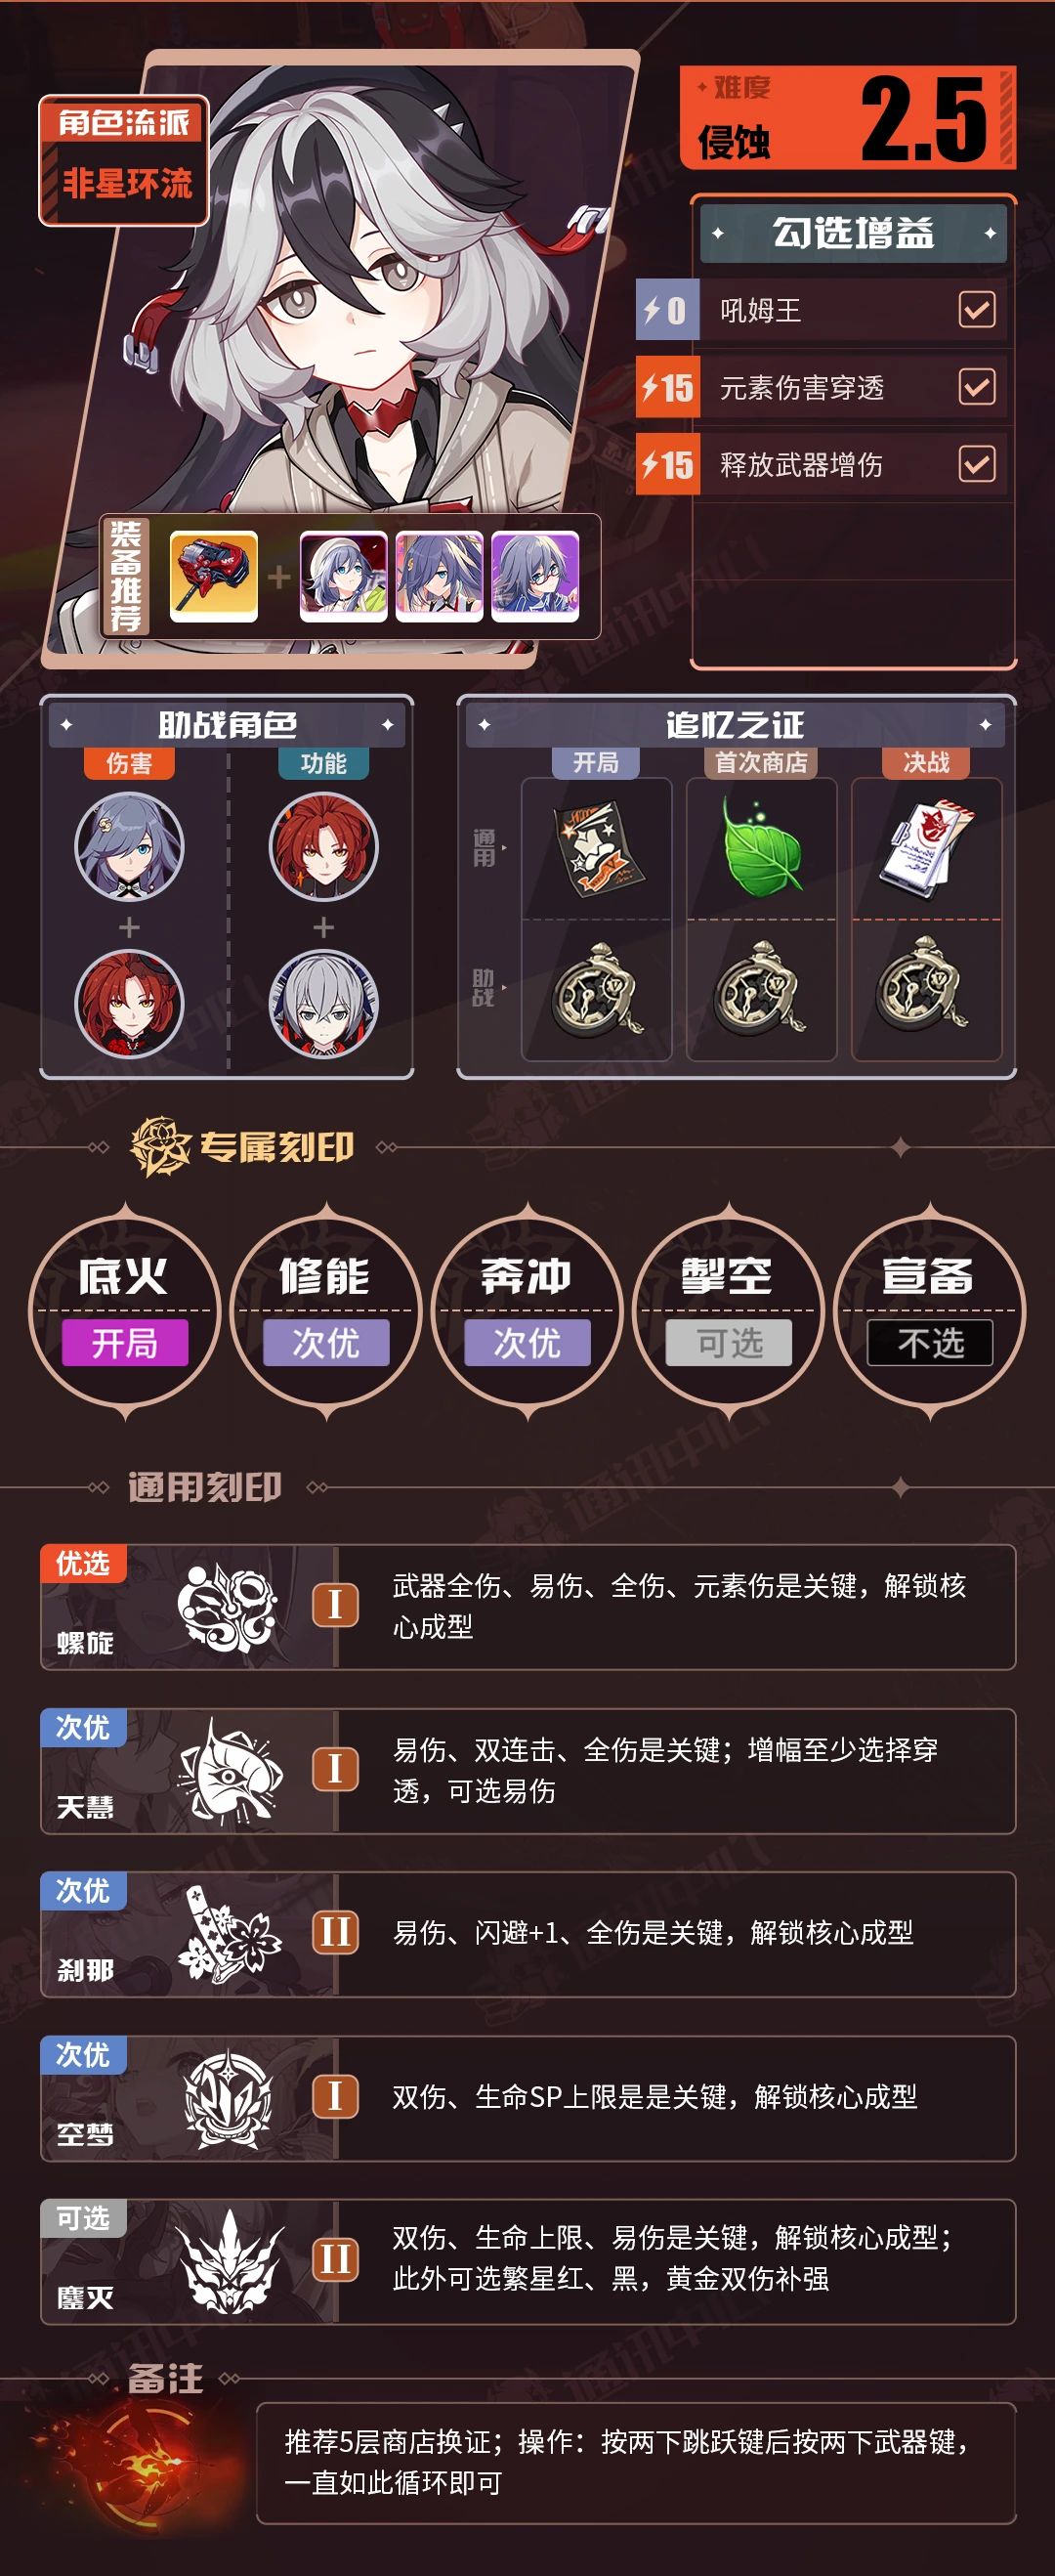 角色流派
非星环流
难度
侵蚀
2.5
勾选增益
0
吼姆王
15
元素伤害穿透
15
释放武器增伤
装备推荐
助战角色
伤害
功能
追忆之证
开局
首次商店
决战
通用
助战
专属刻印
底火
开局
修能
次优
奔冲
次优
掣空
可选
宣备
不选
通用刻印
优选
螺旋
I
武器全伤、易伤、全伤、元素伤是关键，解锁核
心成型
次优
天慧
I
易伤、双连击、全伤是关键；增幅至少选择穿
透，可选易伤
次优
刹那
II
易伤、闪避+1、全伤是关键，解锁核心成型
次优
空梦
I
双伤、生命SP上限是是关键，解锁核心成型
可选
鏖灭
II
双伤、生命上限、易伤是关键，解锁核心成型；
此外可选繁星红、黑，黄金双伤补强
备注
推荐5层商店换证；操作：按两下跳跃键后按两下武器键，
一直如此循环即可